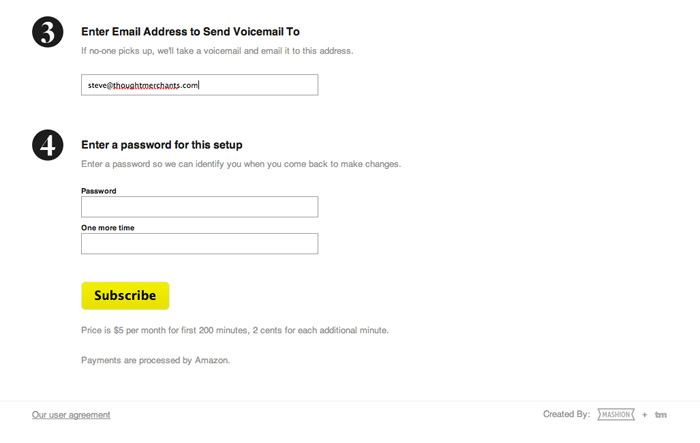 3 Enter Email Address to Send Voicemail To
If no-one picks up, we'll take a voicemail and email it to this address.
steve@thoughtmerchants.com
4 Enter a password for this setup
Enter a password so we can identify you when you come back to make changes.
Password
One more time
Subscribe
Price is $5 per month for first 200 minutes, 2 cents for each additional minute.
Payments are processed by Amazon.
Our user agreement Created By: MASHION + tm